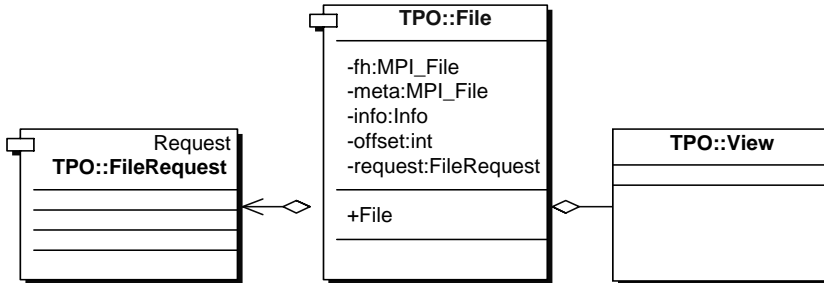 TPO::File
-fh:MPI_File
-meta:MPI_File
-info:Info
-offset:int
-request:FileRequest
+File
Request
TPO::FileRequest
TPO::View